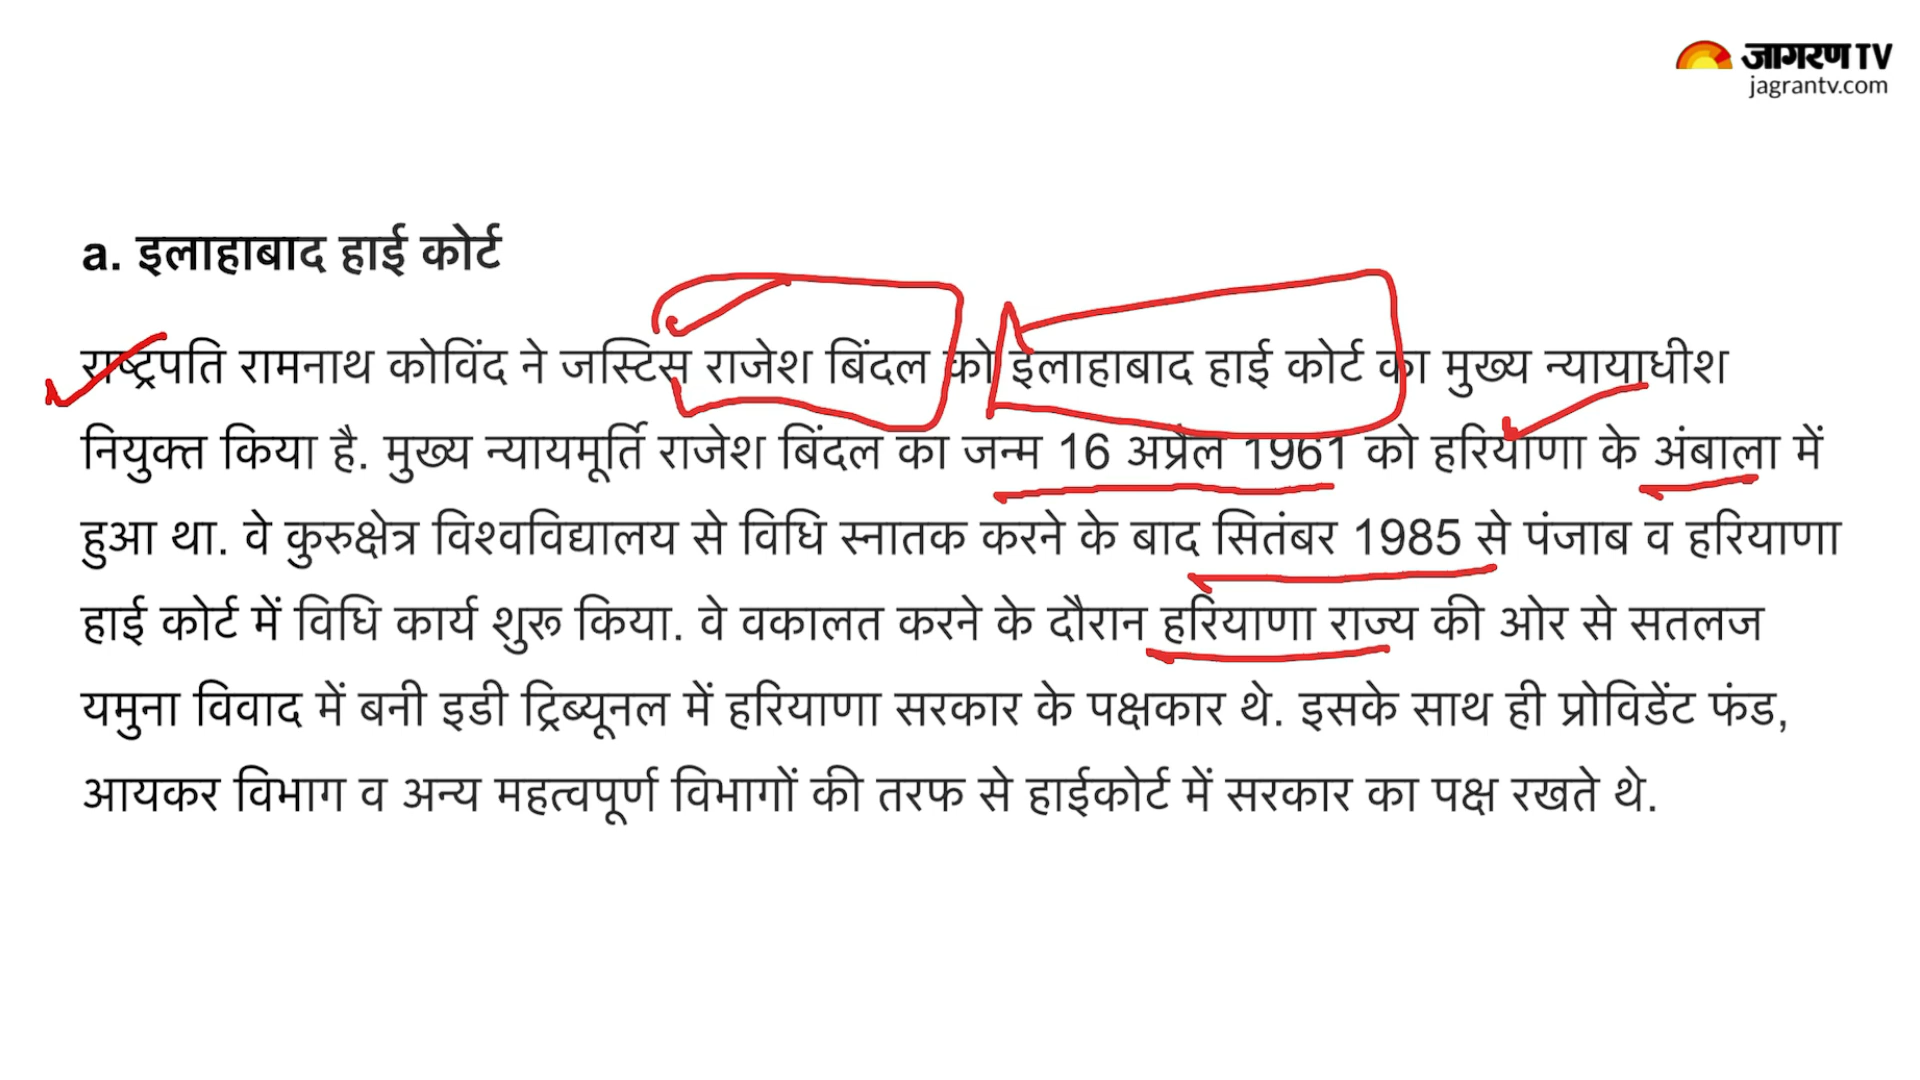 जागरण TV
jagrantv.com
a. इलाहाबाद हाई कोर्ट
राष्ट्रपति रामनाथ कोविंद ने जस्टिस राजेश बिंदल को इलाहाबाद हाई कोर्ट का मुख्य न्यायाधीश
नियुक्त किया है. मुख्य न्यायमूर्ति राजेश बिंदल का जन्म 16 अप्रैल 1961 को हरियाणा के अंबाला में
हुआ था. वे कुरुक्षेत्र विश्वविद्यालय से विधि स्नातक करने के बाद सितंबर 1985 से पंजाब व हरियाणा
हाई कोर्ट में विधि कार्य शुरू किया. वे वकालत करने के दौरान हरियाणा राज्य की ओर से सतलज
यमुना विवाद में बनी इडी ट्रिब्यूनल में हरियाणा सरकार के पक्षकार थे. इसके साथ ही प्रोविडेंट फंड,
आयकर विभाग व अन्य महत्वपूर्ण विभागों की तरफ से हाईकोर्ट में सरकार का पक्ष रखते थे.